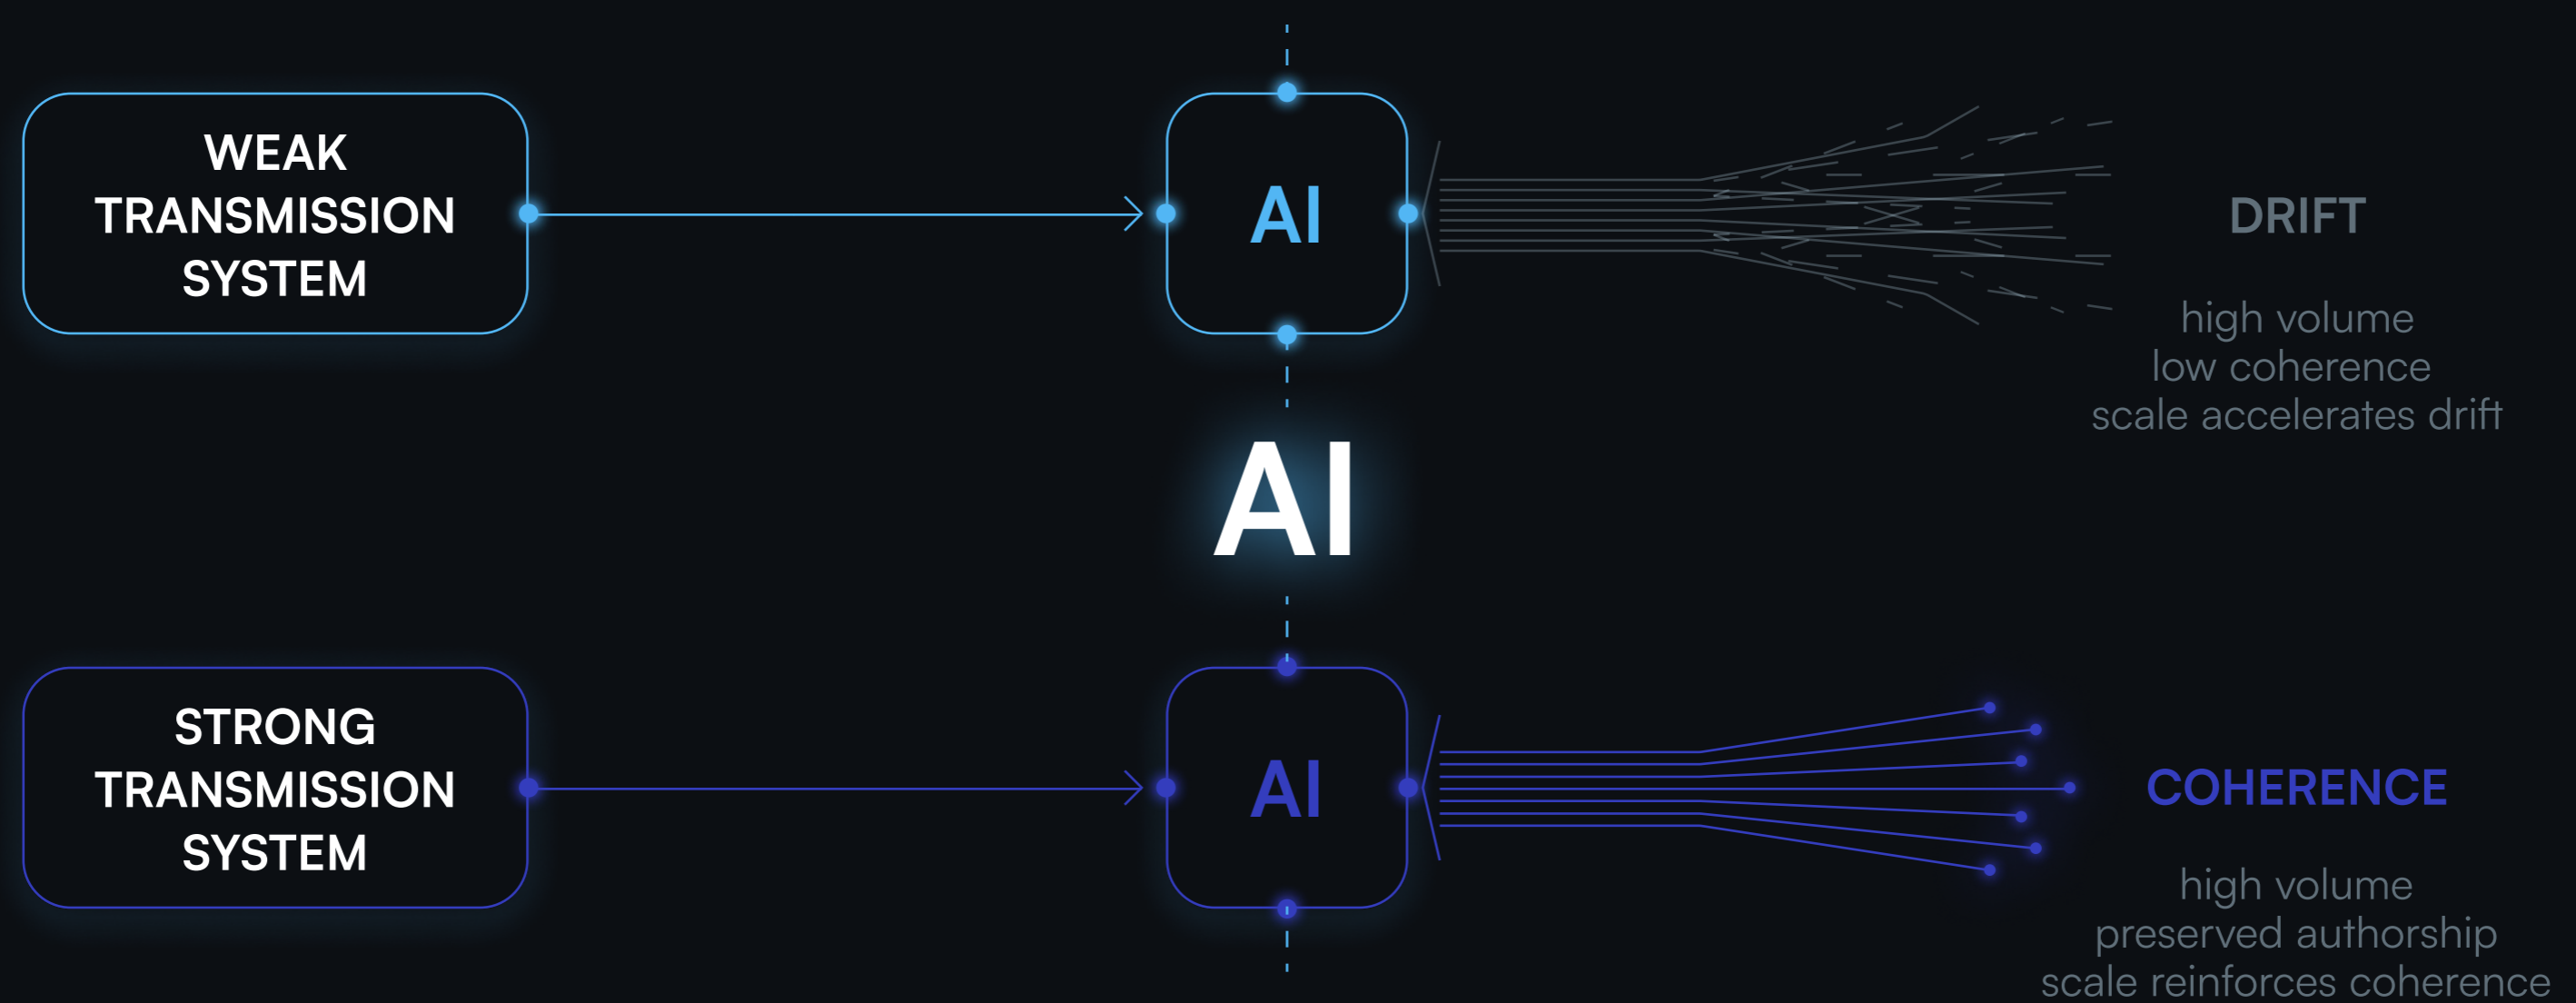 WEAK
TRANSMISSION
SYSTEM
AI
DRIFT
high volume
low coherence
scale accelerates drift
AI
STRONG
TRANSMISSION
SYSTEM
AI
COHERENCE
high volume
preserved authorship
scale reinforces coherence